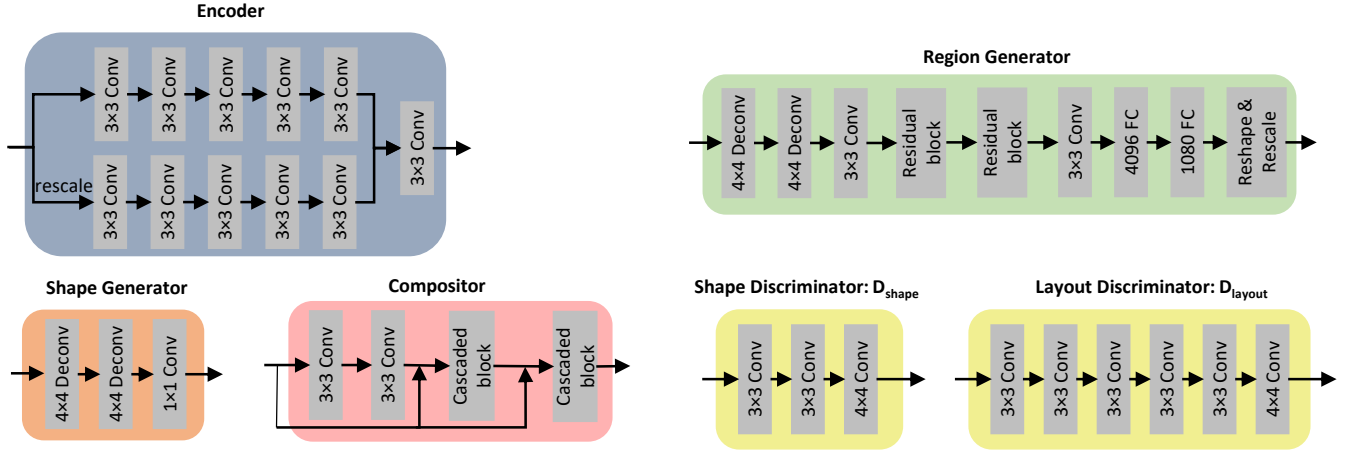 Encoder
3×3 Conv
3×3 Conv
3×3 Conv
3×3 Conv
3×3 Conv
rescale
3×3 Conv
3×3 Conv
3×3 Conv
3×3 Conv
3×3 Conv
3×3 Conv
Region Generator
4×4 Deconv
4×4 Deconv
3×3 Conv
Residual
block
Residual
block
3×3 Conv
4096 FC
1080 FC
Reshape &
Rescale
Shape Generator
4×4 Deconv
4×4 Deconv
1×1 Conv
Compositor
3×3 Conv
3×3 Conv
Cascaded
block
Cascaded
block
Shape Discriminator: D_shape
3×3 Conv
3×3 Conv
4×4 Conv
Layout Discriminator: D_layout
3×3 Conv
3×3 Conv
3×3 Conv
3×3 Conv
3×3 Conv
4×4 Conv